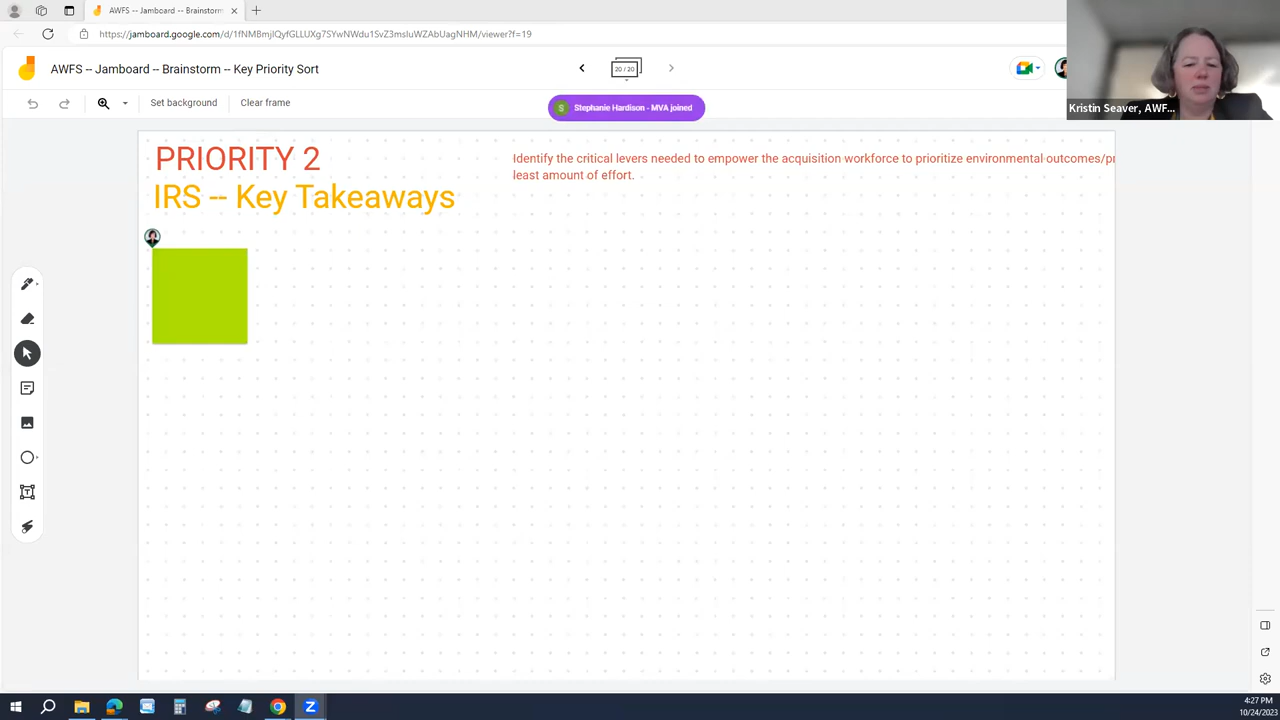 AWFS -- Jamboard -- Brainstorm
https://jamboard.google.com/d/1fNMBmjlQyfGLLUXg7SYwNWdu1SvZ3msIuWZAbUagNHM/viewer?f=19
AWFS -- Jamboard -- Brainstorm -- Key Priority Sort
20 / 20
Set background
Clear frame
S Stephanie Hardison - MVA joined
Kristin Seaver, AWF...
PRIORITY 2
IRS -- Key Takeaways
Identify the critical levers needed to empower the acquisition workforce to prioritize environmental outcomes/pr
least amount of effort.
4:27 PM
10/24/2023